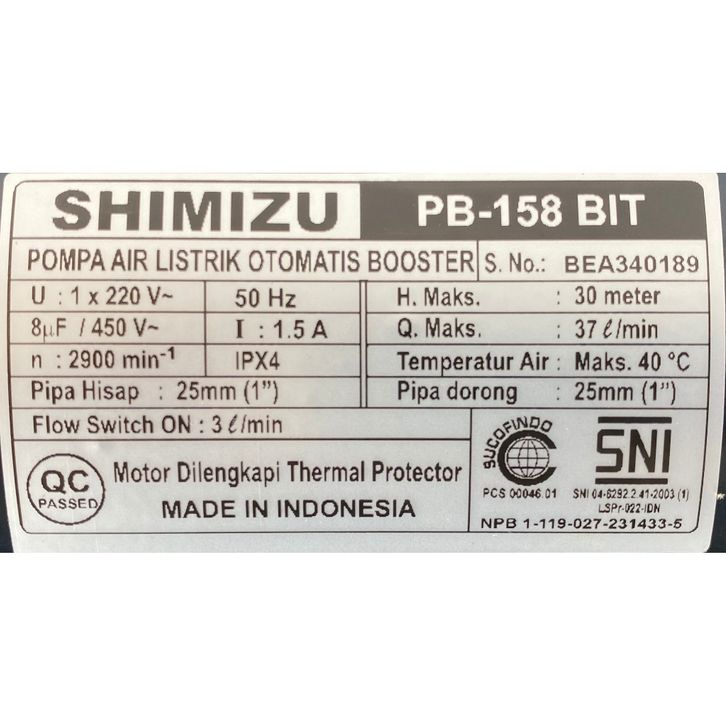 SHIMIZU PB-158 BIT
POMPA AIR LISTRIK OTOMATIS BOOSTER S. No.: BEA340189
U : 1 x 220 V~ 50 Hz H. Maks. : 30 meter
8µF / 450 V~ I : 1.5 A Q. Maks. : 37 ℓ/min
n : 2900 min⁻¹ IPX4 Temperatur Air : Maks. 40 °C
Pipa Hisap : 25mm (1") Pipa dorong : 25mm (1")
Flow Switch ON : 3 ℓ/min
QC PASSED
Motor Dilengkapi Thermal Protector
MADE IN INDONESIA
SUCOFINDO
PCS 00046.01
SNI
SNI 04-6292.2.41-2003 (1)
LSPr-022-IDN
NPB 1-119-027-231433-5